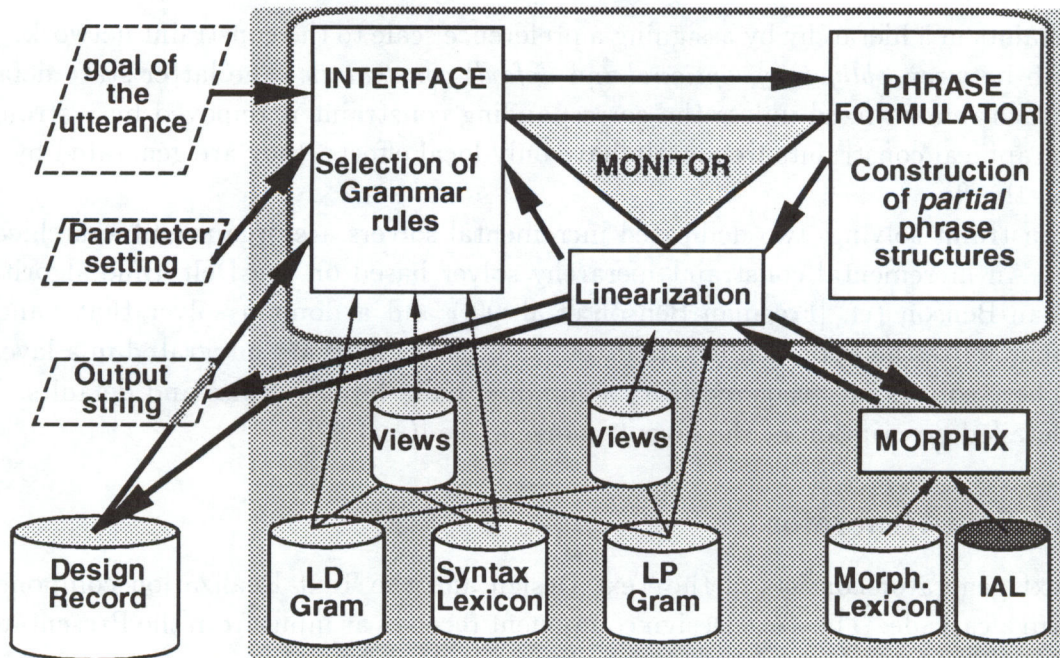 goal of
the
utterance
INTERFACE
Selection of
Grammar
rules
MONITOR
PHRASE
FORMULATOR
Construction
of partial
phrase
structures
Parameter
setting
Linearization
Output
string
Views
Views
MORPHIX
Design
Record
LD
Gram
Syntax
Lexicon
LP
Gram
Morph.
Lexicon
IAL